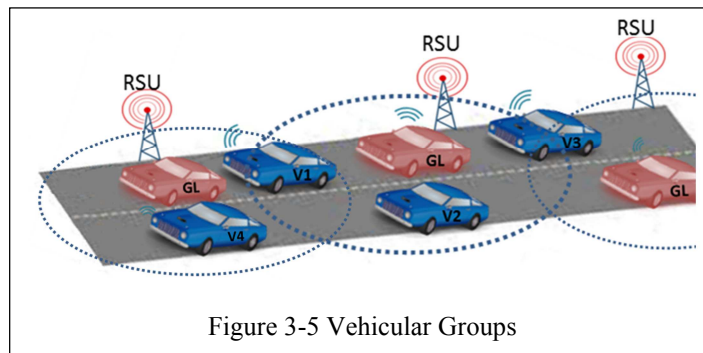 RSU
RSU
RSU
V3
V1
GL
GL
GL
V2
V4
Figure 3-5 Vehicular Groups